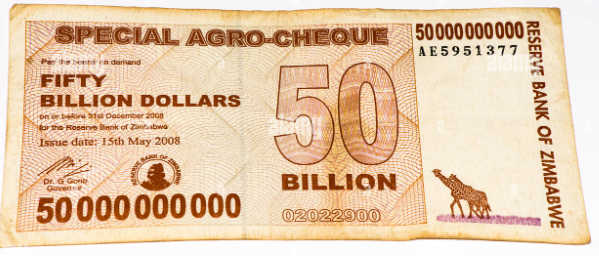 SPECIAL AGRO-CHEQUE
50000000000
AE5951377
Pay the bearer on demand
FIFTY
BILLION DOLLARS
on or before 31st December 2008
for the Reserve Bank of Zimbabwe
Issue date: 15th May 2008
50
BILLION
Dr. G Gono
Governor
RESERVE BANK OF ZIMBABWE
50000000000
02022900
RESERVE BANK OF ZIMBABWE
alamy